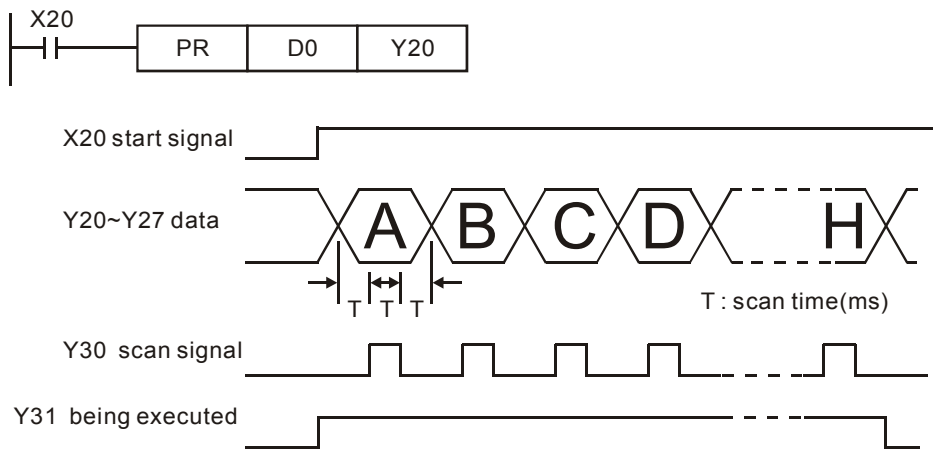 X20
PR D0 Y20
X20 start signal
Y20~Y27 data
A B C D H
T T T
T : scan time(ms)
Y30 scan signal
Y31 being executed